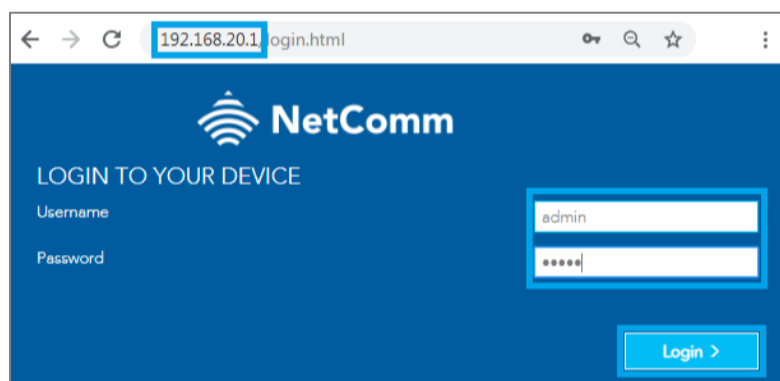 192.168.20.1/login.html
NetComm
LOGIN TO YOUR DEVICE
Username
admin
Password
•••••
Login >